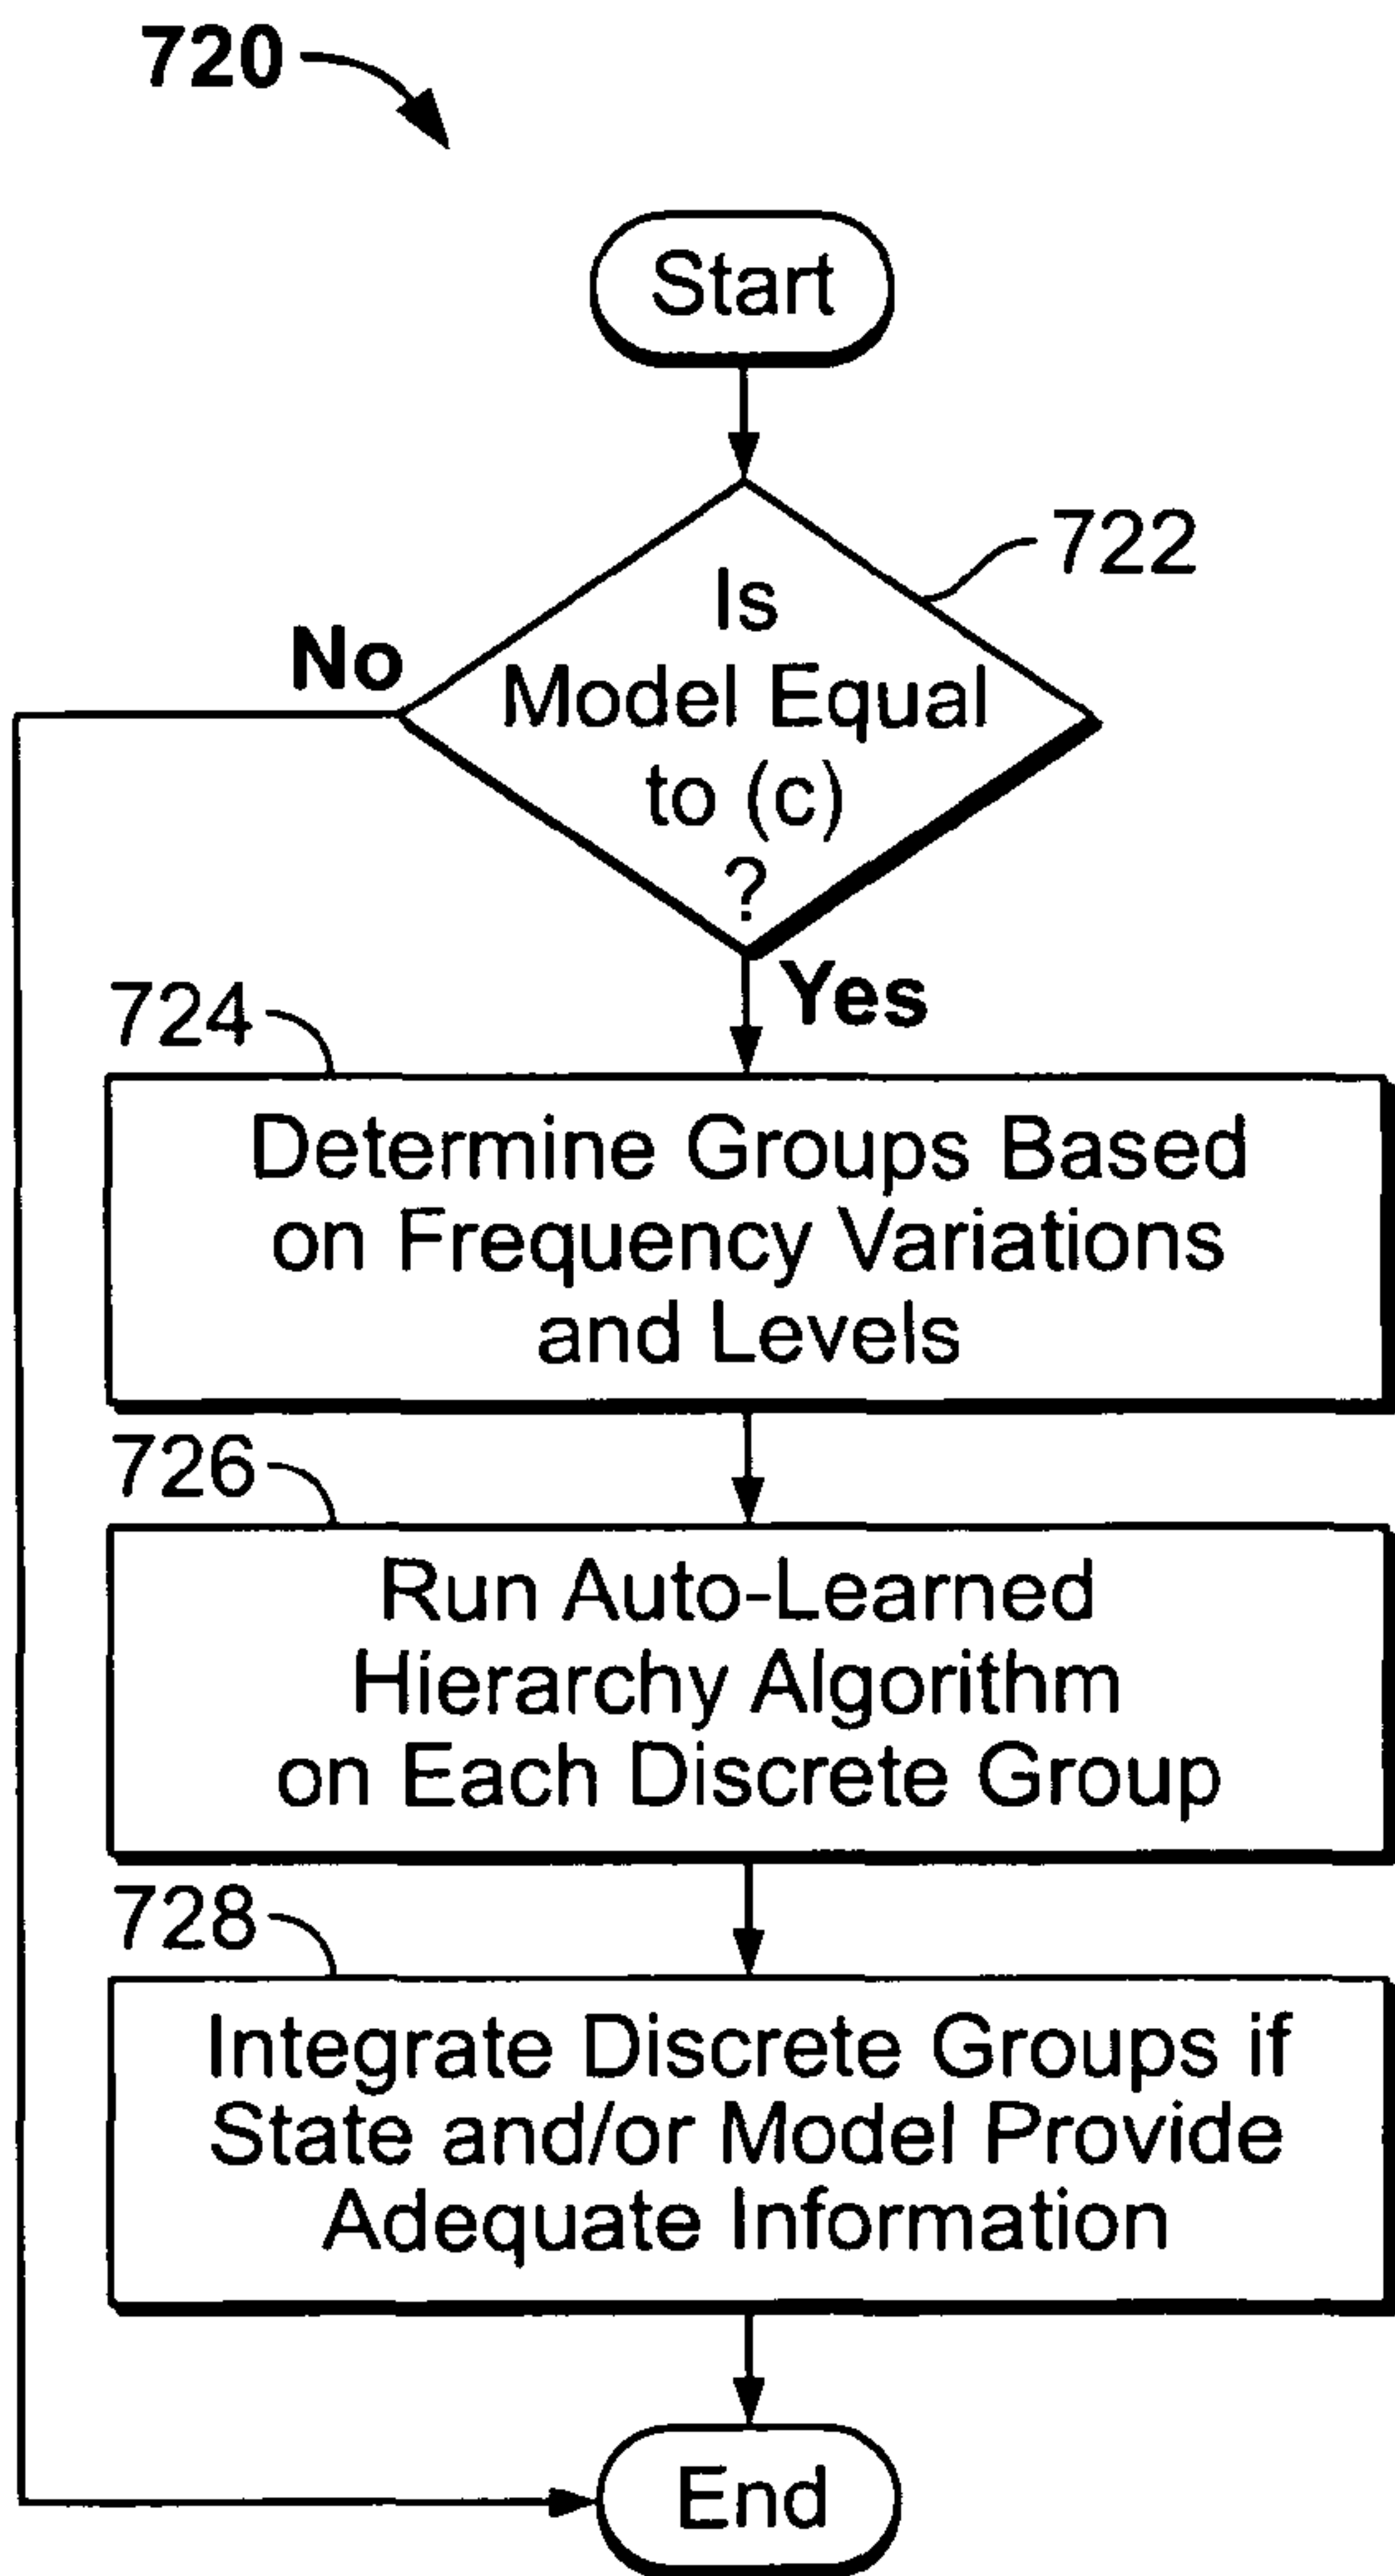 720
Start
722
Is
Model Equal
to (c)
?
No
Yes
724
Determine Groups Based
on Frequency Variations
and Levels
726
Run Auto-Learned
Hierarchy Algorithm
on Each Discrete Group
728
Integrate Discrete Groups if
State and/or Model Provide
Adequate Information
End